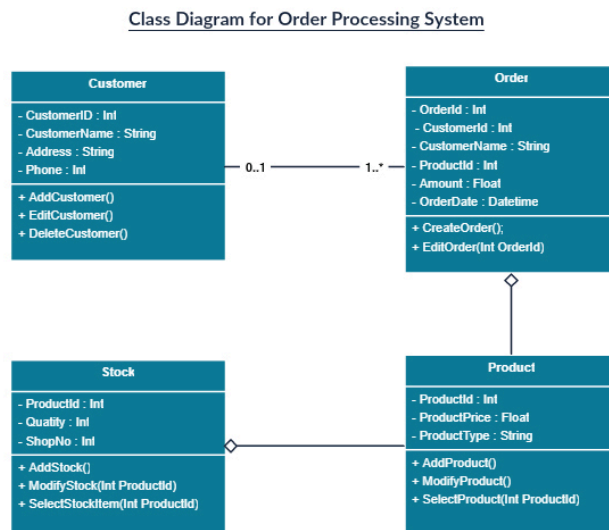 Class Diagram for Order Processing System
Customer
- CustomerID : Int
- CustomerName : String
- Address : String
- Phone : Int
+ AddCustomer()
+ EditCustomer()
+ DeleteCustomer()
0..1
1..*
Order
- OrderId : Int
- CustomerId : Int
- CustomerName : String
- ProductId : Int
- Amount : Float
- OrderDate : Datetime
+ CreateOrder();
+ EditOrder(Int OrderId)
Stock
- ProductId : Int
- Quatity : Int
- ShopNo : Int
+ AddStock()
+ ModifyStock(Int ProductId)
+ SelectStockItem(Int ProductId)
Product
- ProductId : Int
- ProductPrice : Float
- ProductType : String
+ AddProduct()
+ ModifyProduct()
+ SelectProduct(Int ProductId)